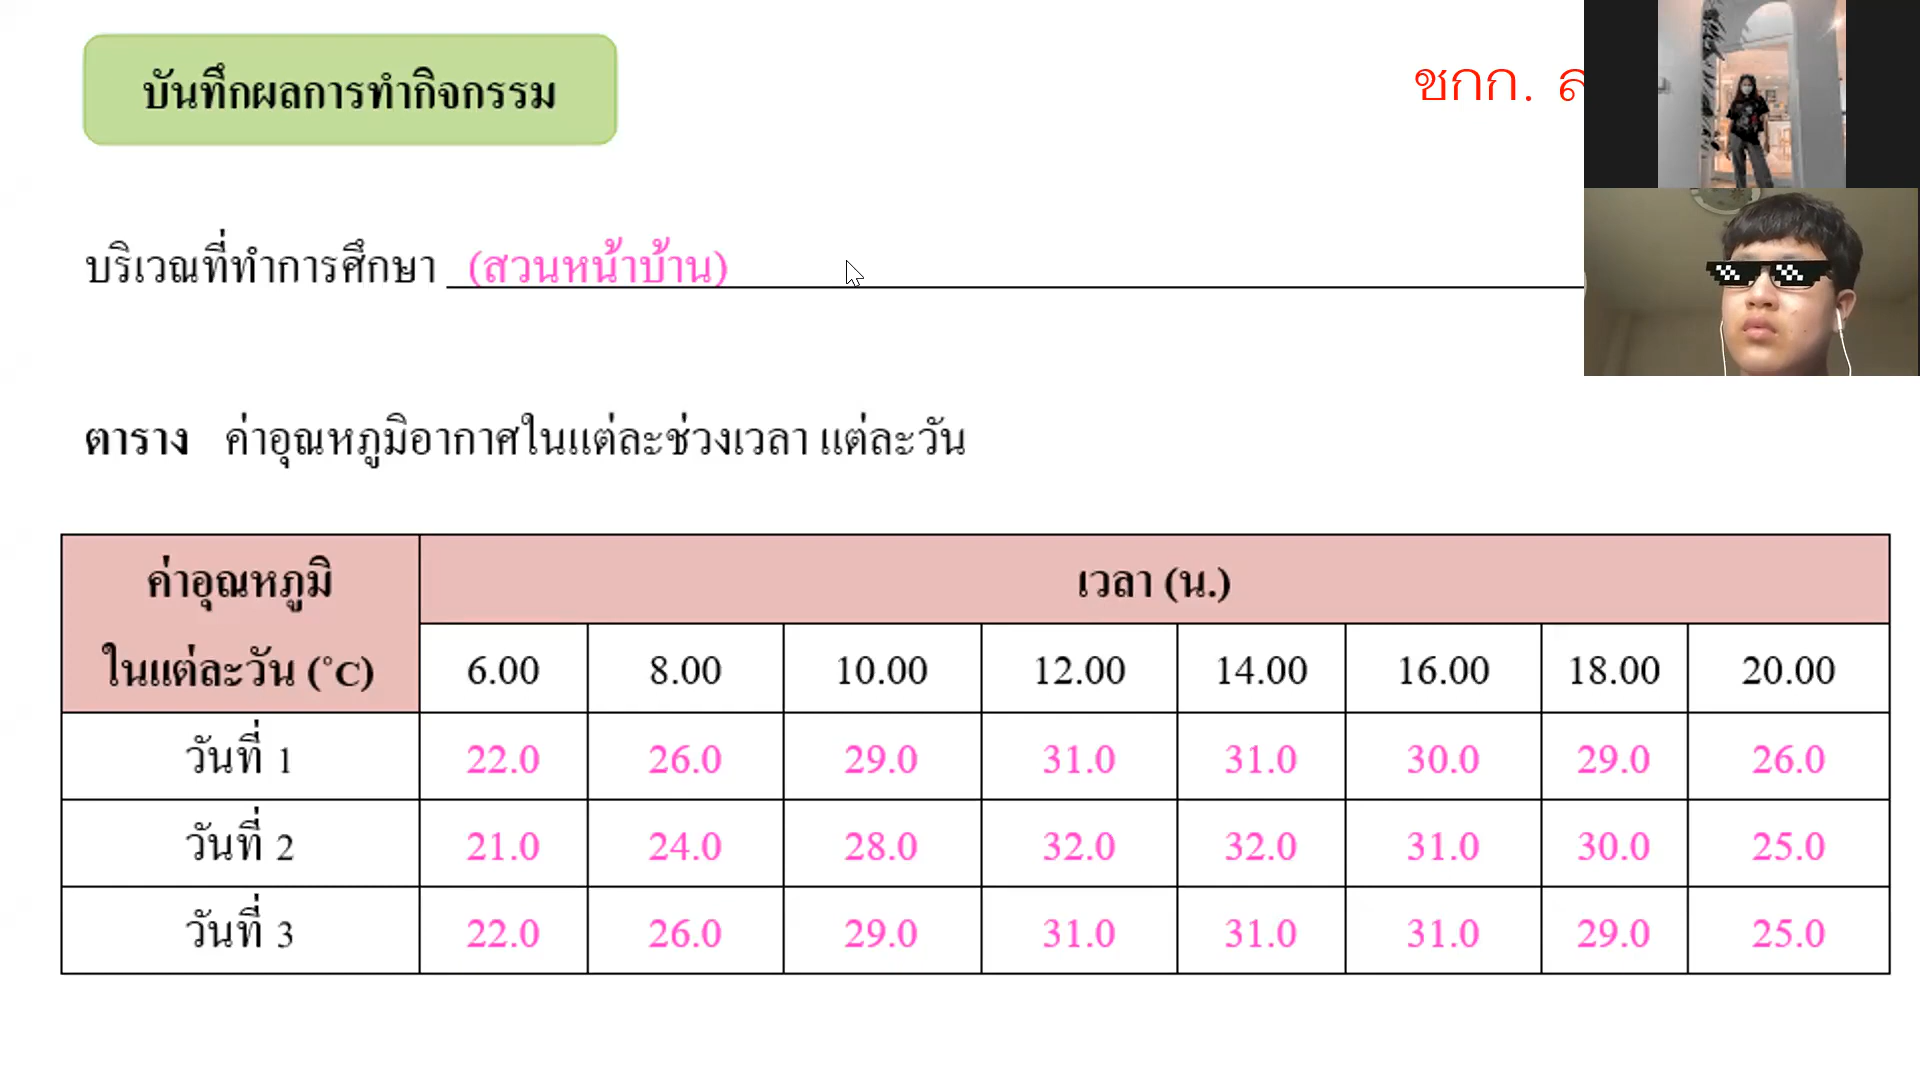 บันทึกผลการทำกิจกรรม
ชกก.
บริเวณที่ทำการศึกษา (สวนหน้าบ้าน)
ตาราง ค่าอุณหภูมิอากาศในแต่ละช่วงเวลา แต่ละวัน
ค่าอุณหภูมิ เวลา (น.)
ในแต่ละวัน (°C) 6.00 8.00 10.00 12.00 14.00 16.00 18.00 20.00
วันที่ 1 22.0 26.0 29.0 31.0 31.0 30.0 29.0 26.0
วันที่ 2 21.0 24.0 28.0 32.0 32.0 31.0 30.0 25.0
วันที่ 3 22.0 26.0 29.0 31.0 31.0 31.0 29.0 25.0